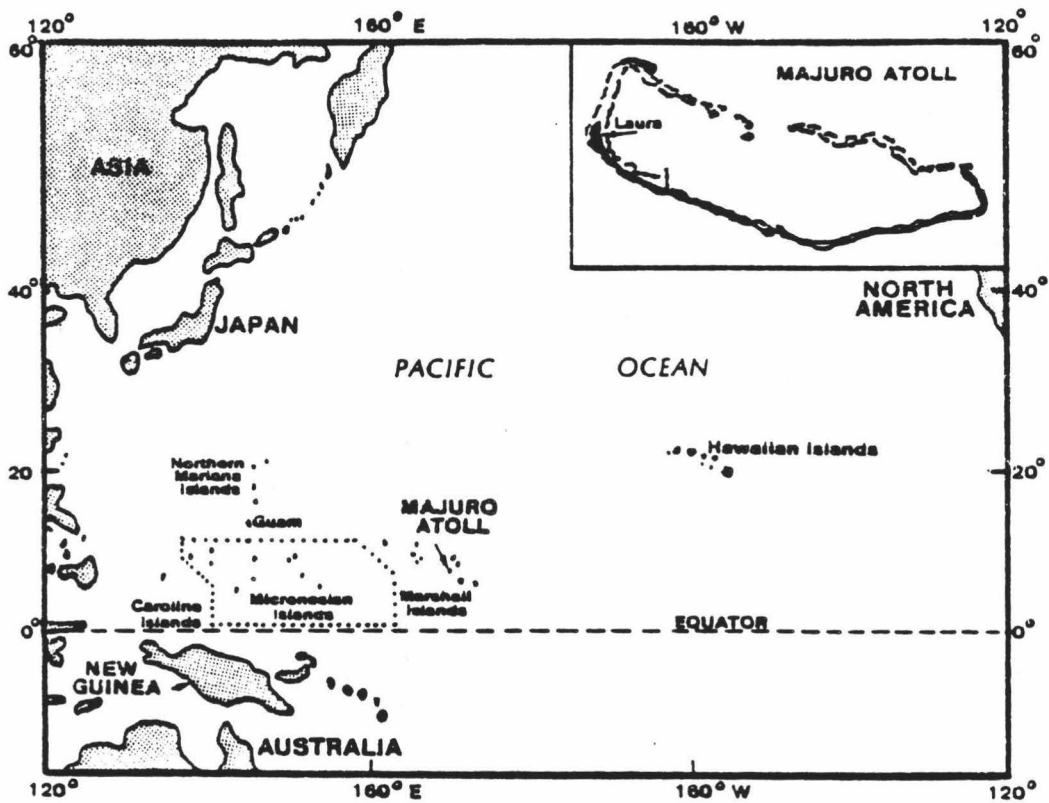 120°
160° E
160° W
120°
60°
60°
MAJURO ATOLL
Laura
ASIA
40°
40°
NORTH
AMERICA
JAPAN
PACIFIC OCEAN
Hawaiian Islands
20
20°
Northern
Mariana
Islands
Guam
MAJURO
ATOLL
Caroline
Islands
Micronesian
Islands
Marshall
Islands
EQUATOR
0°
0°
NEW
GUINEA
AUSTRALIA
120°
160° E
160° W
120°